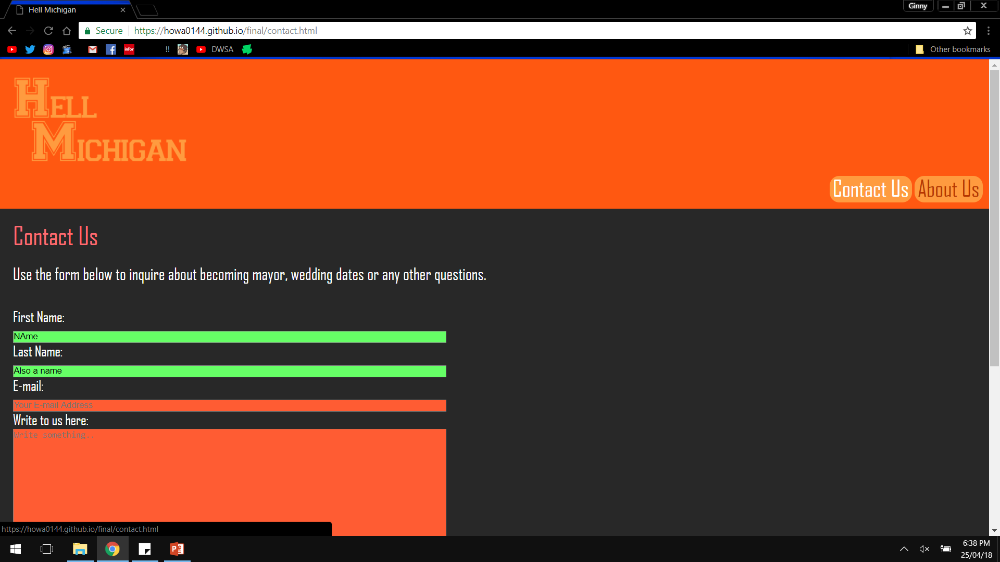 Hell Michigan
Ginny
Secure
https://howa0144.github.io/final/contact.html
infor
!!
DWSA
Other bookmarks
HELL
MICHIGAN
Contact Us
About Us
Contact Us
Use the form below to inquire about becoming mayor, wedding dates or any other questions.
First Name:
NAme
Last Name:
Also a name
E-mail:
Your E-mail Address
Write to us here:
Write something..
https://howa0144.github.io/final/contact.html
6:38 PM
25/04/18